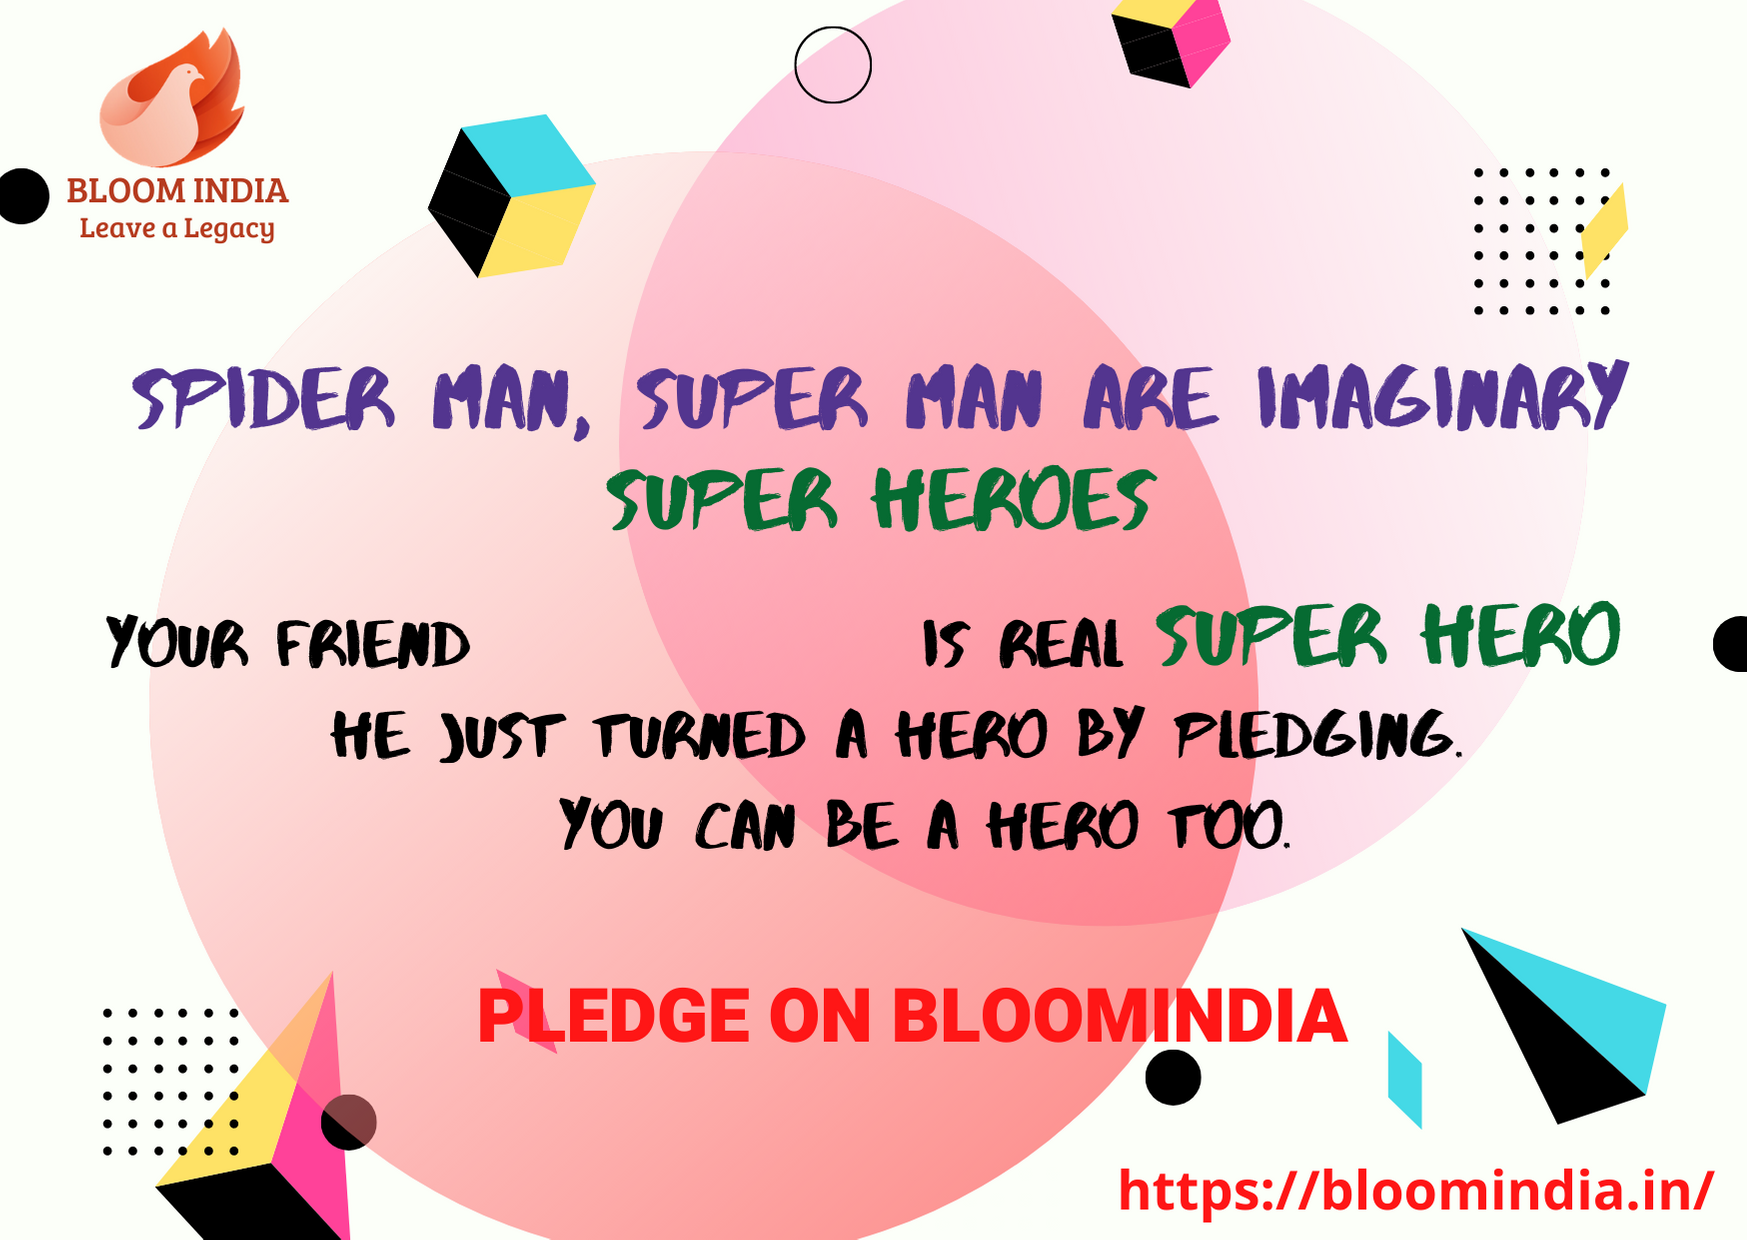 BLOOM INDIA
Leave a Legacy
SPIDER MAN, SUPER MAN ARE IMAGINARY
SUPER HEROES
YOUR FRIEND IS REAL SUPER HERO
HE JUST TURNED A HERO BY PLEDGING.
YOU CAN BE A HERO TOO.
PLEDGE ON BLOOMINDIA
https://bloomindia.in/